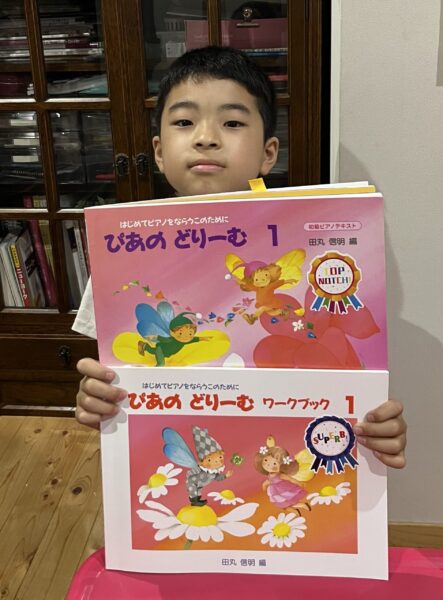 はじめてピアノをならうこのために
ぴあの どりーむ 1
初級ピアノテキスト
田丸 信明 編
TOP
NOTCH!
はじめてピアノをならうこのために
ぴあの どりーむ ワークブック 1
SUPERB!
田丸 信明 編